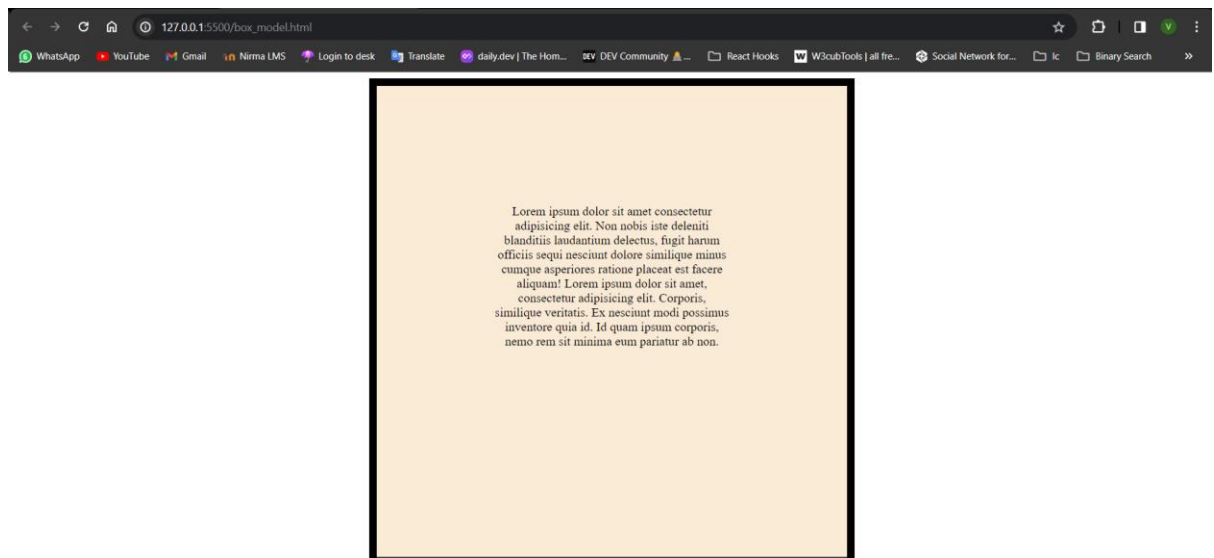 127.0.0.1:5500/box_model.html
V
WhatsApp YouTube Gmail Nirma LMS Login to desk Translate daily.dev | The Hom... DEV DEV Community ... React Hooks W W3cubTools | all fre... Social Network for... lc Binary Search »
Lorem ipsum dolor sit amet consectetur
adipisicing elit. Non nobis iste deleniti
blanditiis laudantium delectus, fugit harum
officiis sequi nesciunt dolore similique minus
cumque asperiores ratione placeat est facere
aliquam! Lorem ipsum dolor sit amet,
consectetur adipisicing elit. Corporis,
similique veritatis. Ex nesciunt modi possimus
inventore quia id. Id quam ipsum corporis,
nemo rem sit minima eum pariatur ab non.